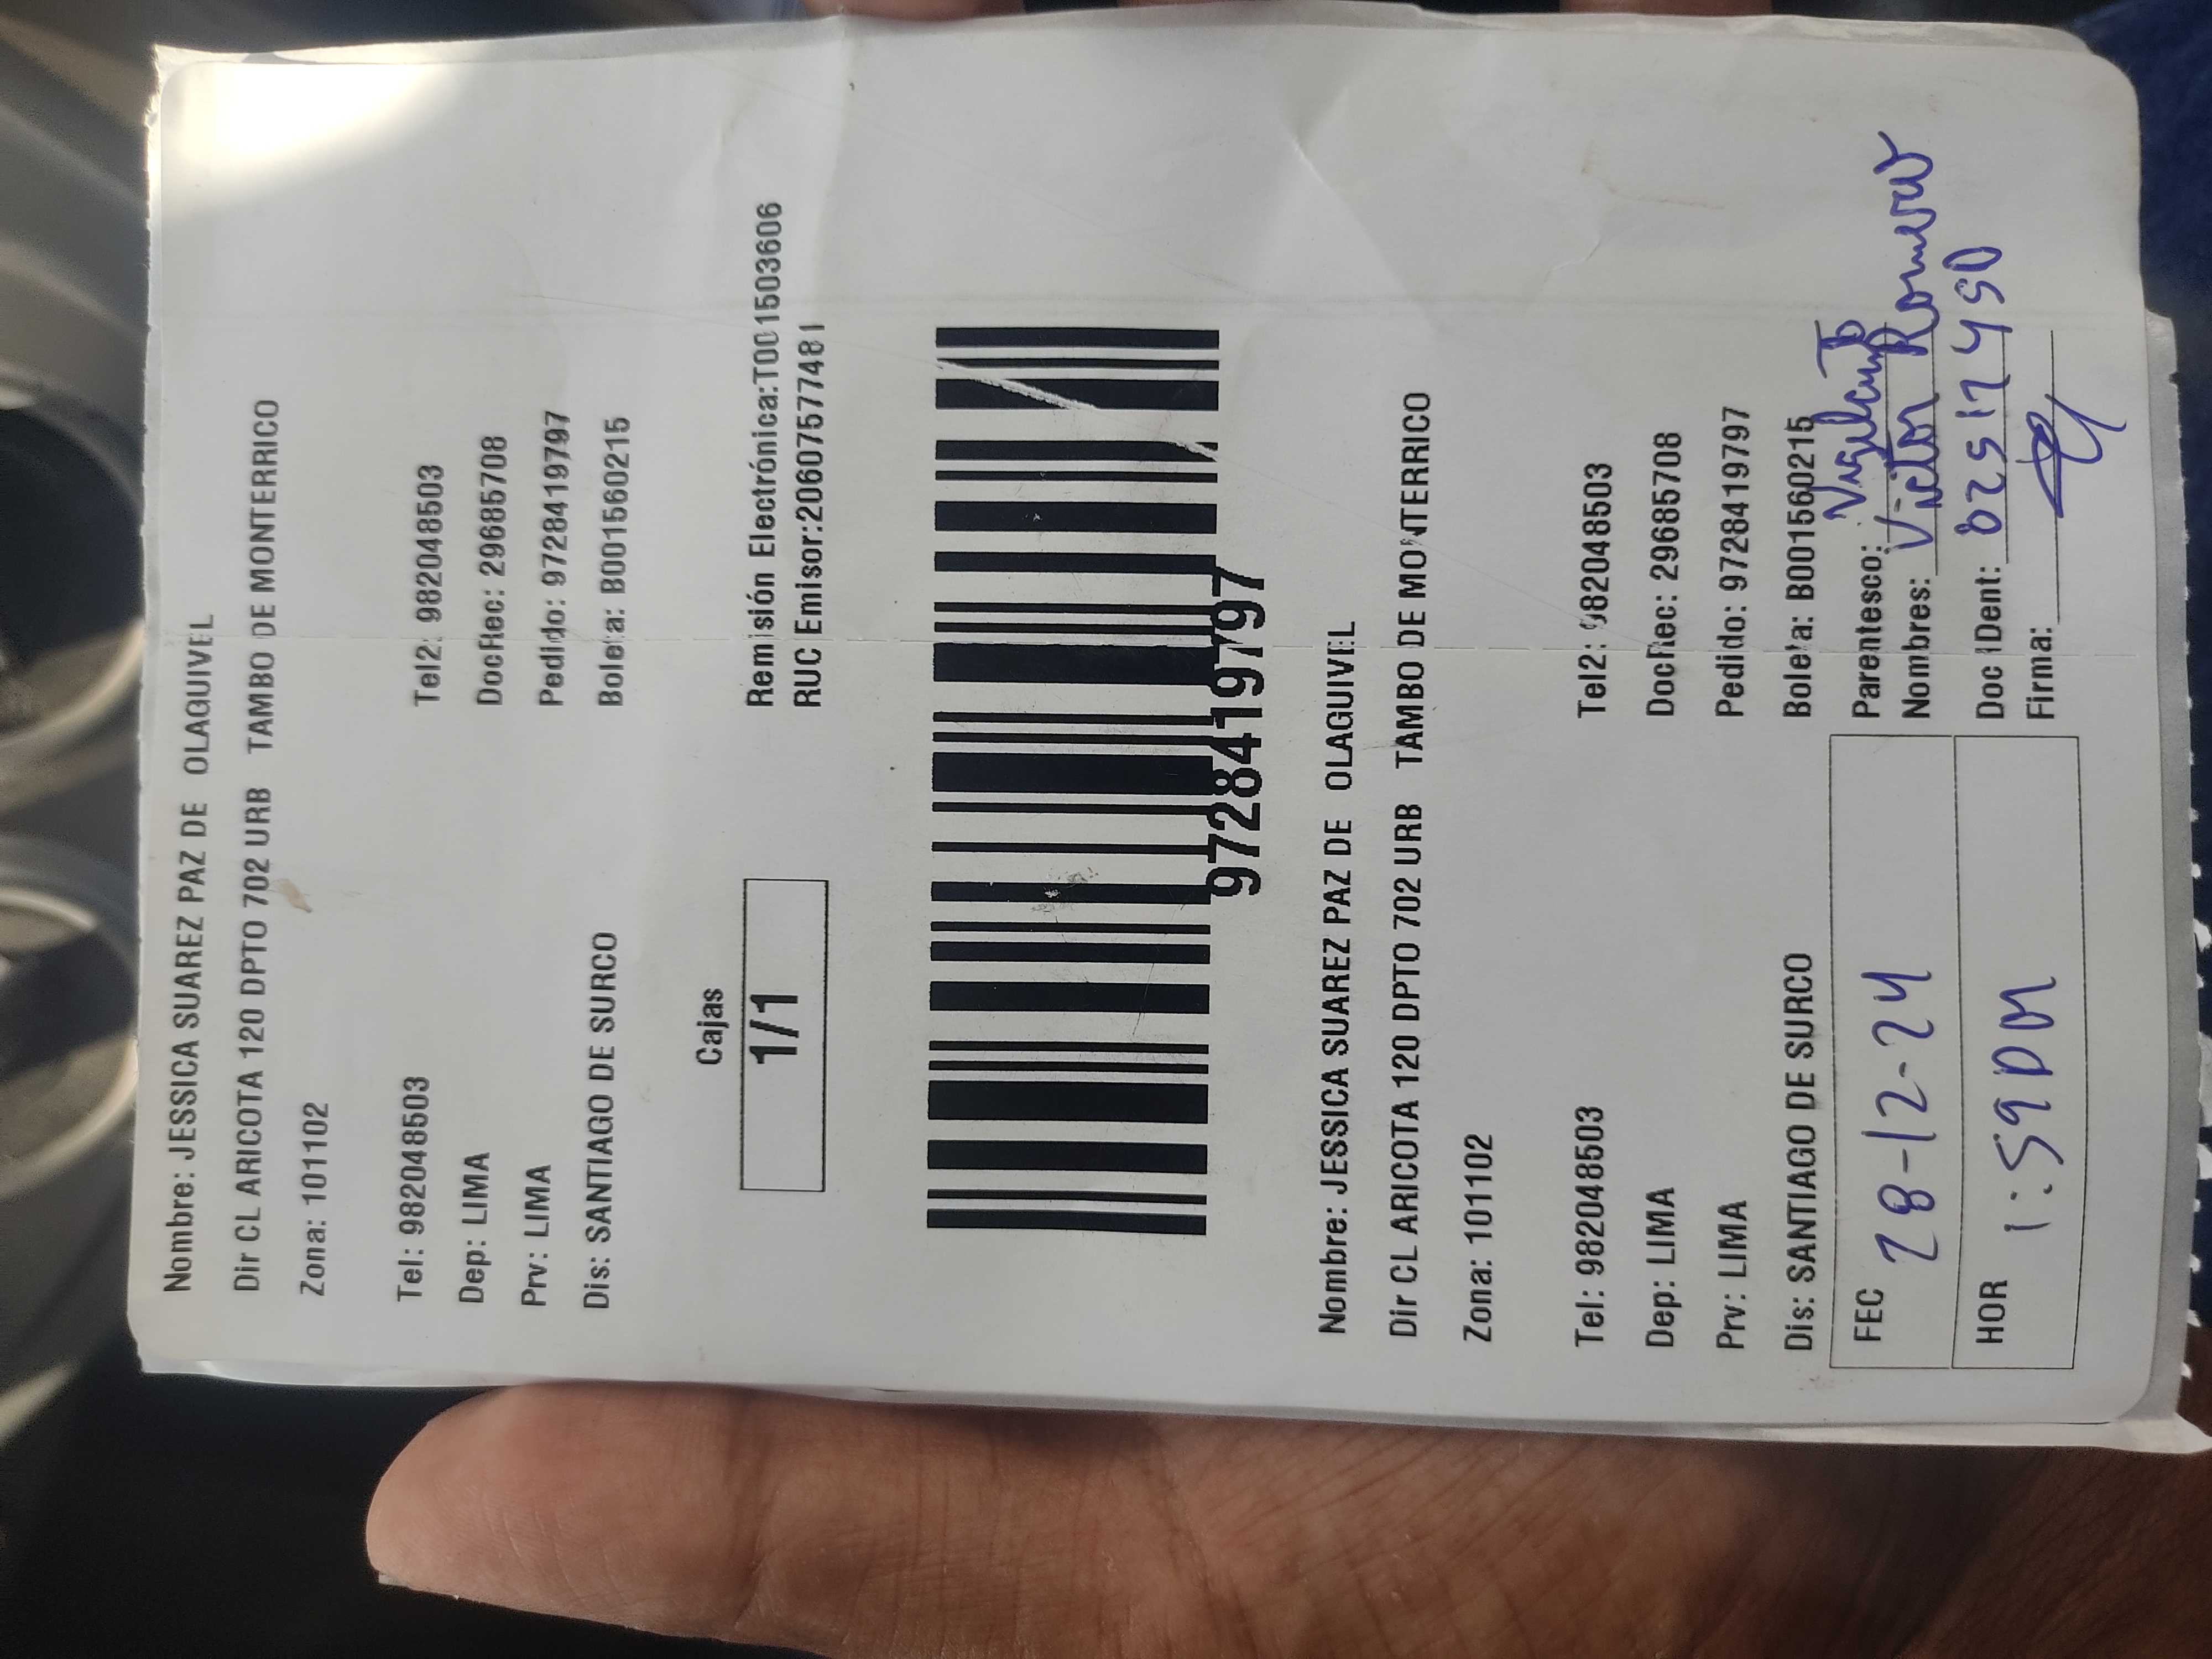 Nombre: JESSICA SUAREZ PAZ DE OLAGUIVEL
Dir CL ARICOTA 120 DPTO 702 URB TAMBO DE MONTERRICO
Zona: 101102
Tel: 982048503 Tel2: 982048503
Dep: LIMA DocRec: 29685708
Prv: LIMA Pedido: 972841979797
Dis: SANTIAGO DE SURCO Boleta: B001560215
Cajas
1/1
Remisión Electrónica:T001503606
RUC Emisor:20607577481
97284197​97
Nombre: JESSICA SUAREZ PAZ DE OLAGUIVEL
Dir CL ARICOTA 120 DPTO 702 URB TAMBO DE MONTERRICO
Zona: 101102
Tel: 982048503 Tel2: 982048503
Dep: LIMA DocRec: 29685708
Prv: LIMA Pedido: 9728419797
Dis: SANTIAGO DE SURCO Boleta: B001560215
FEC 28-12-24
HOR 1:59pm
Parentesco: Vigilante
Nombres: Victor Romero
Doc IDent:
Firma: